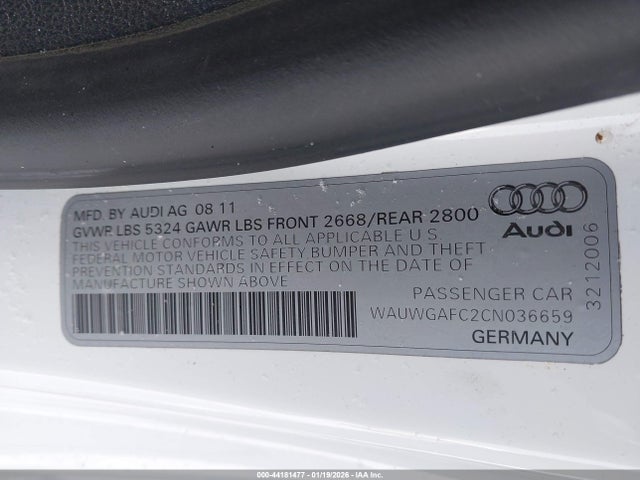 MFD. BY AUDI AG 08 11
GVWR LBS 5324 GAWR LBS FRONT 2668/REAR 2800
THIS VEHICLE CONFORMS TO ALL APPLICABLE U S
FEDERAL MOTOR VEHICLE SAFETY BUMPER AND THEFT
PREVENTION STANDARDS IN EFFECT ON THE DATE OF
MANUFACTURE SHOWN ABOVE
Audi
3212006
PASSENGER CAR
WAUWGAFC2CN036659
GERMANY
000-44181477 - 01/19/2026 - IAA, Inc.